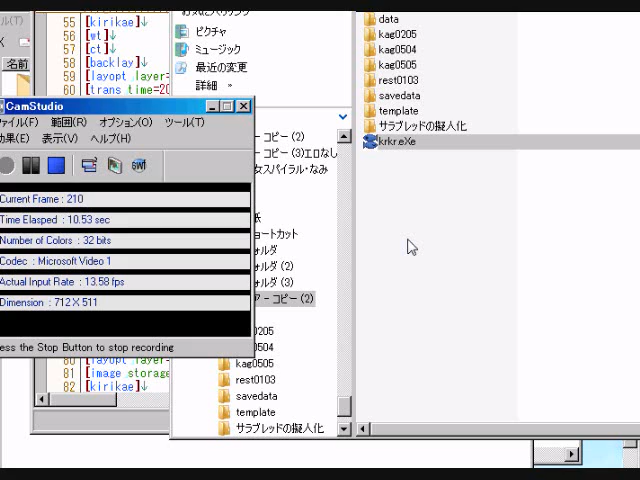 名前
55 [kirikae]↓
56 [wt]↓
57 [ct]↓
58 [backlay]↓
59 [layopt layer=
60 [trans time=20
ピクチャ
ミュージック
最近の変更
詳細 »
data
kag0205
kag0504
kag0505
rest0103
savedata
template
サラブレッドの擬人化
krkr.eXe
CamStudio
ァイル(F) 範囲(R) オプション(O) ツール(T)
効果(E) 表示(V) ヘルプ(H)
SWF
Current Frame : 210
Time Elasped : 10.53 sec
Number of Colors : 32 bits
Codec : Microsoft Video 1
Actual Input Rate : 13.58 fps
Dimension : 712 X 511
ess the Stop Button to stop recording
ー コピー (2)
ー コピー (3)エロなし
女スパイラル・なみ
紙
ョートカット
ォルダ
ォルダ (2)
ォルダ (3)
ア - コピー (2)
0205
0504
kag0505
rest0103
savedata
template
サラブレッドの擬人化
80 [layopt layer=
81 [image storage
82 [kirikae]↓